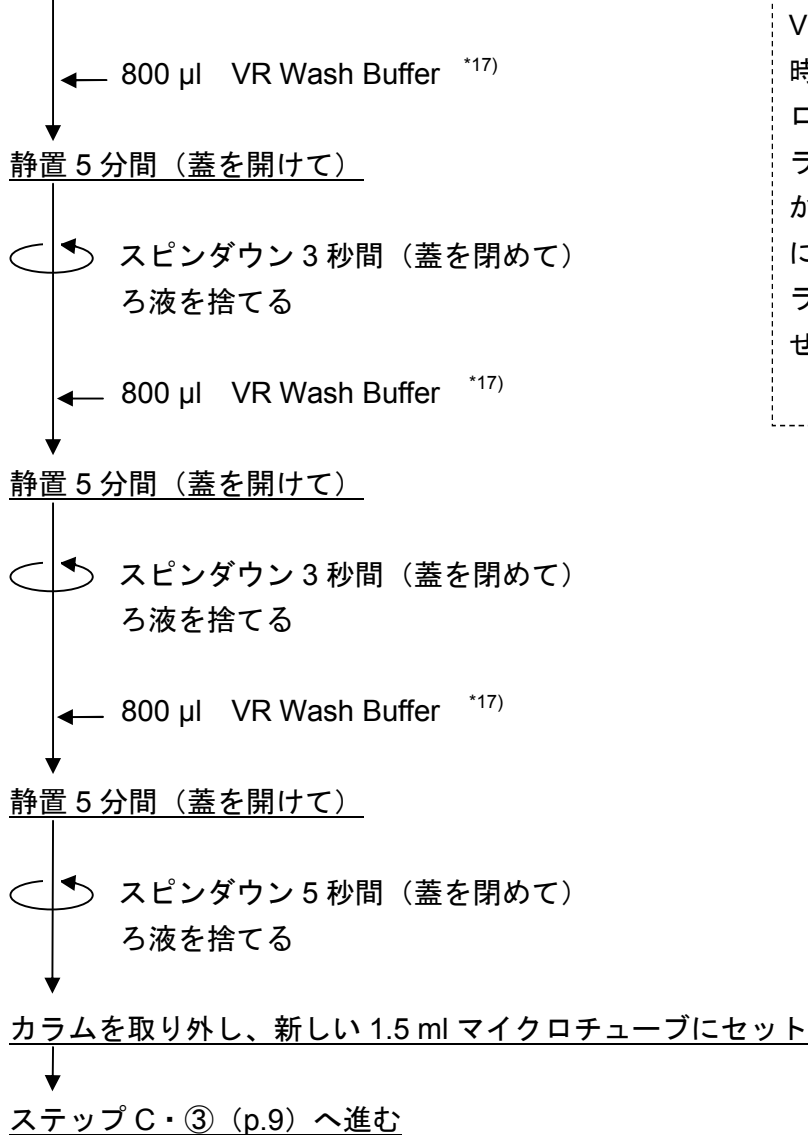 800 µl VR Wash Buffer *17)
静置 5 分間（蓋を開けて）
スピンダウン 3 秒間（蓋を閉めて）
ろ液を捨てる
800 µl VR Wash Buffer *17)
静置 5 分間（蓋を開けて）
スピンダウン 3 秒間（蓋を閉めて）
ろ液を捨てる
800 µl VR Wash Buffer *17)
静置 5 分間（蓋を開けて）
スピンダウン 5 秒間（蓋を閉めて）
ろ液を捨てる
カラムを取り外し、新しい 1.5 ml マイクロチューブにセット
ステップ C・③（p.9）へ進む
V
時
ラ
が
に
ラ
せ